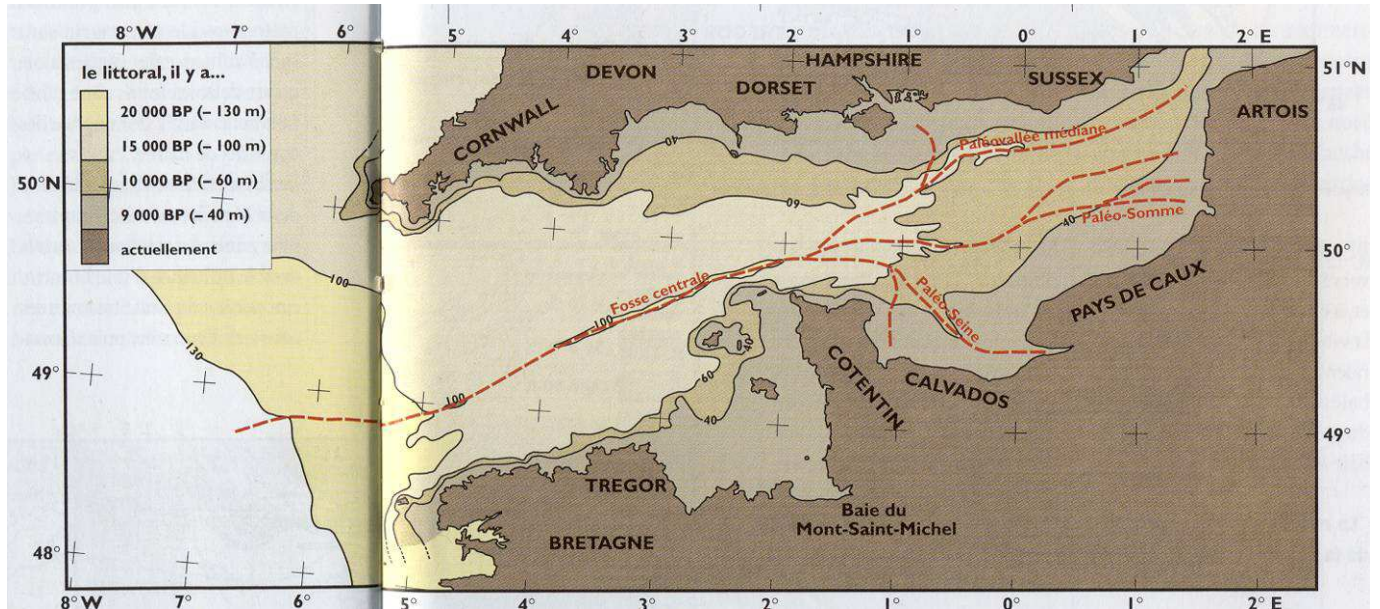 8° W 7° 6° 5 4° 3° 2° 1° 0° 1° 2° E
le littoral, il y a...
20 000 BP (– 130 m)
15 000 BP (– 100 m)
10 000 BP (– 60 m)
9 000 BP (– 40 m)
actuellement
DEVON
HAMPSHIRE
DORSET
SUSSEX
CORNWALL
ARTOIS
51°N
50°N
50°
40
60
Paléovallée médiane
Paléo-Somme
40
100
130
Fosse centrale
100
100
Paléo-Seine
PAYS DE CAUX
40
60
40
COTENTIN
CALVADOS
49°
49°
TREGOR
BRETAGNE
Baie du
Mont-Saint-Michel
48°
48°
8° W 7° 6° 5° 4° 3° 2° 1° 0° 1° 2° E